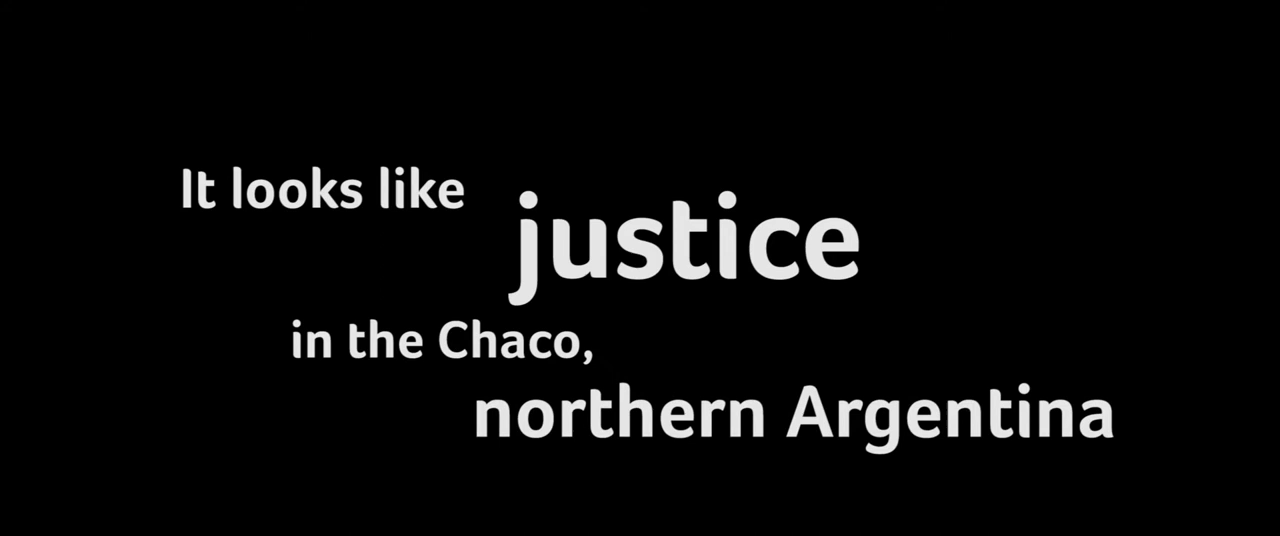 It looks like
justice
in the Chaco,
northern Argentina